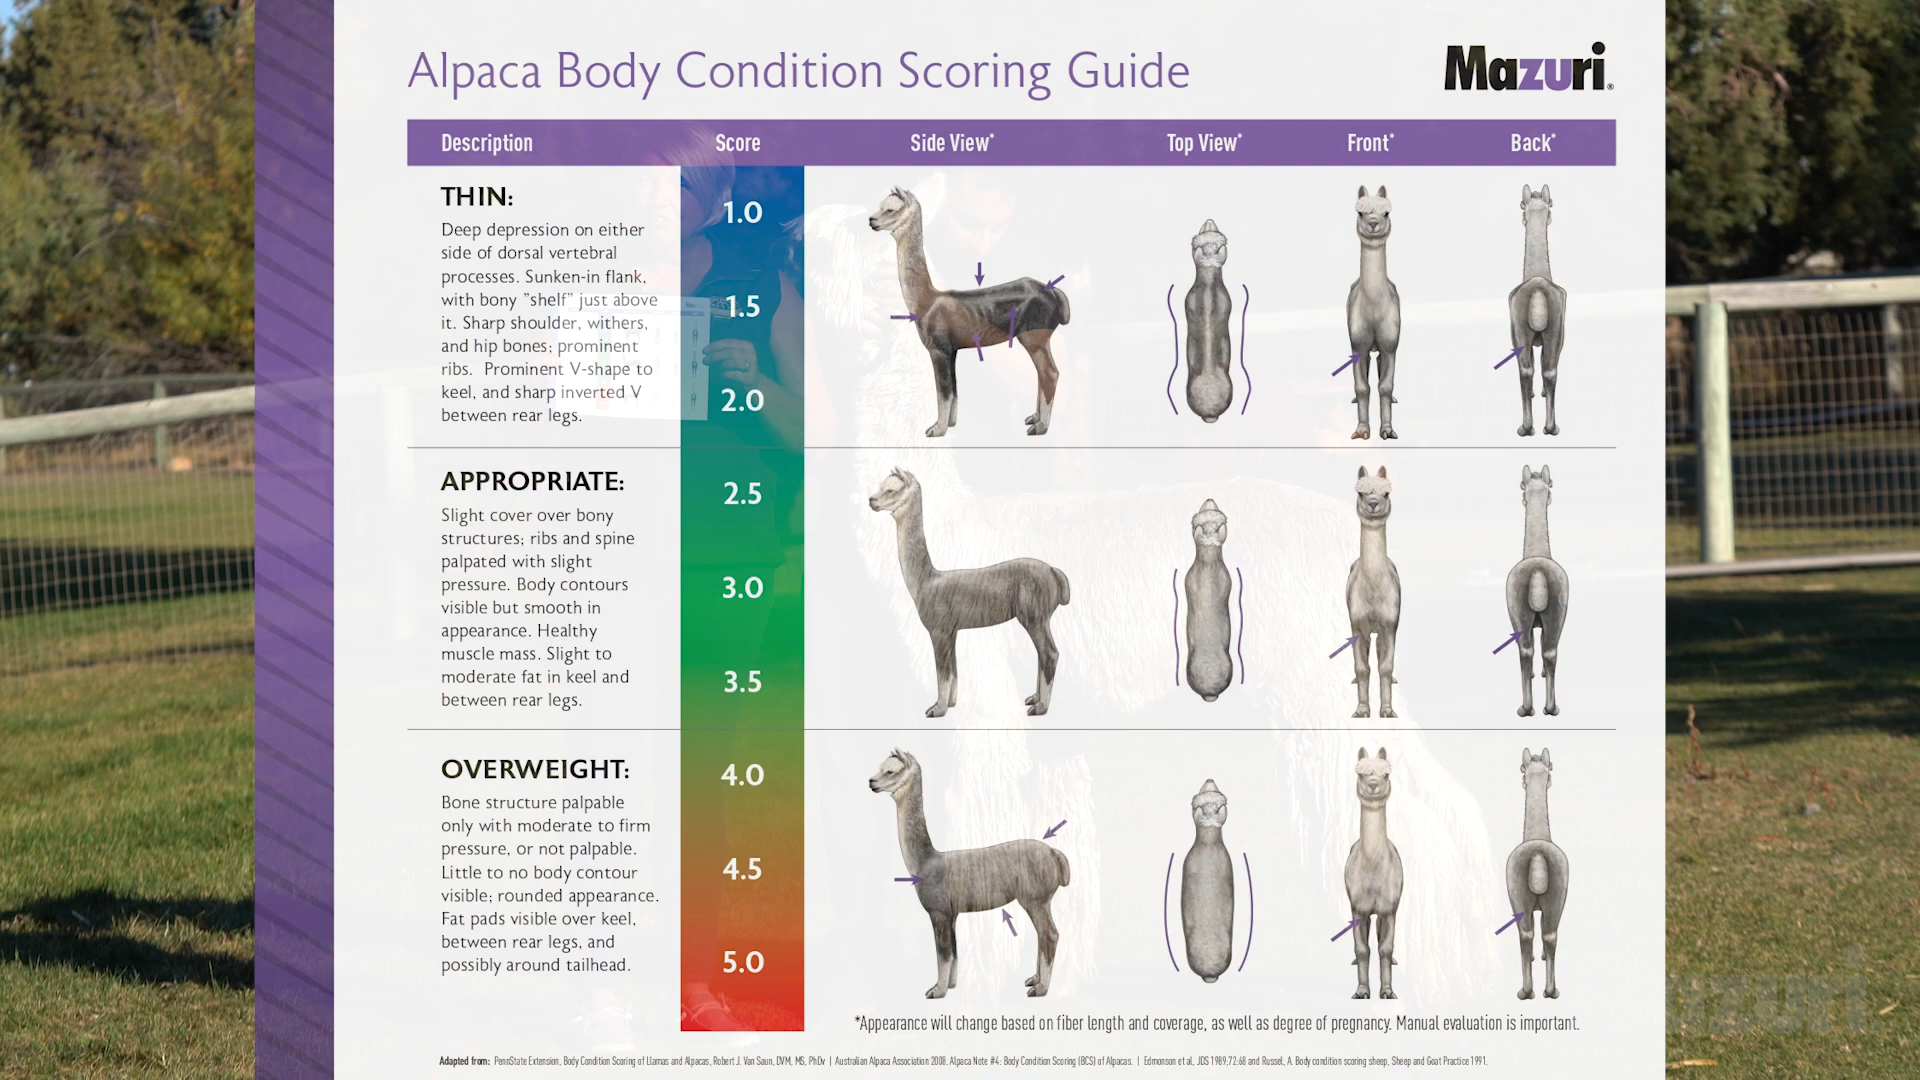 Alpaca Body Condition Scoring Guide
Mazuri®
Description Score Side View* Top View* Front* Back*
THIN:
Deep depression on either
side of dorsal vertebral
processes. Sunken-in flank,
with bony ”shelf” just above
it. Sharp shoulder, withers,
and hip bones; prominent
ribs. Prominent V-shape to
keel, and sharp inverted V
between rear legs.
1.0
1.5
2.0
APPROPRIATE:
Slight cover over bony
structures; ribs and spine
palpated with slight
pressure. Body contours
visible but smooth in
appearance. Healthy
muscle mass. Slight to
moderate fat in keel and
between rear legs.
2.5
3.0
3.5
OVERWEIGHT:
Bone structure palpable
only with moderate to firm
pressure, or not palpable.
Little to no body contour
visible; rounded appearance.
Fat pads visible over keel,
between rear legs, and
possibly around tailhead.
4.0
4.5
5.0
*Appearance will change based on fiber length and coverage, as well as degree of pregnancy. Manual evaluation is important.
Adapted from: PennState Extension, Body Condition Scoring of Llamas and Alpacas, Robert J. Van Saun, DVM, MS, PhDv | Australian Alpaca Association 2008. Alpaca Note #4: Body Condition Scoring (BCS) of Alpacas. | Edmonson et al, JDS 1989;72:68 and Russel, A. Body condition scoring sheep, Sheep and Goat Practice 1991.